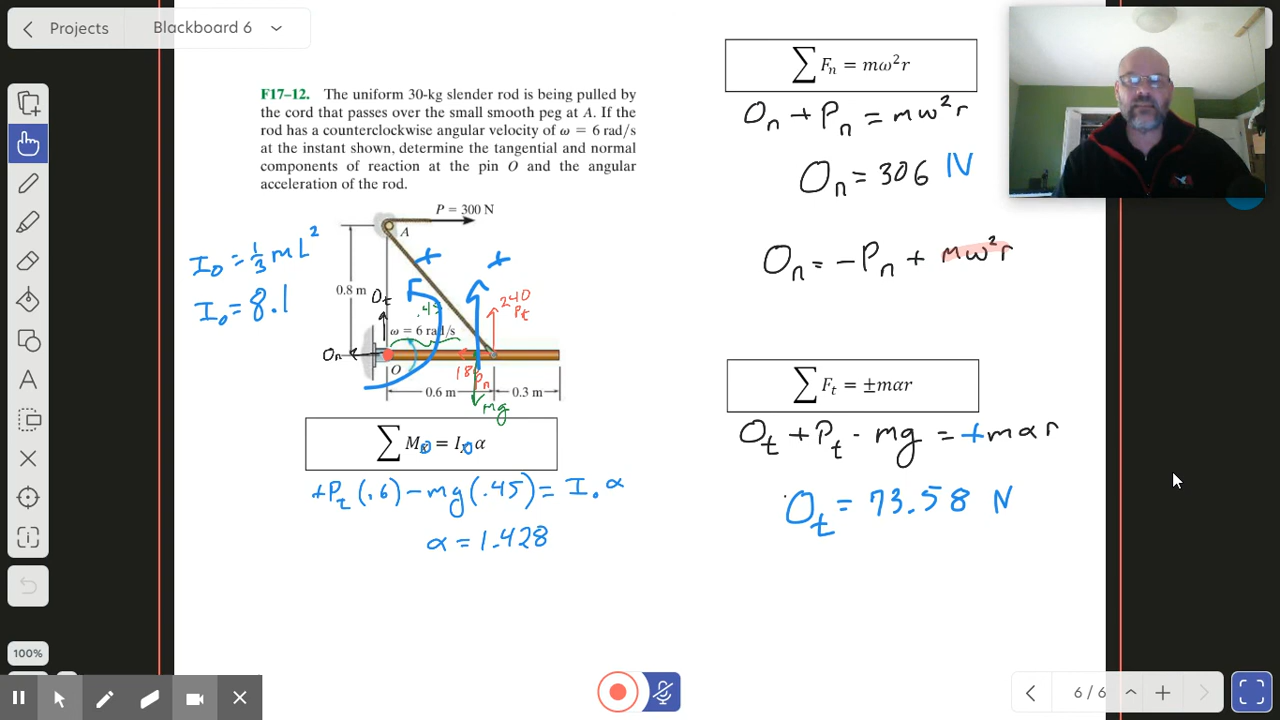 Projects
Blackboard 6
F17–12. The uniform 30-kg slender rod is being pulled by
the cord that passes over the small smooth peg at A. If the
rod has a counterclockwise angular velocity of ω = 6 rad/s
at the instant shown, determine the tangential and normal
components of reaction at the pin O and the angular
acceleration of the rod.
P = 300 N
A
I₀ = ⅓ mL²
I₀ = 8.1
0.8 m
Oₜ
.45
+
+
240
Pₜ
ω = 6 rad/s
Oₙ
O
18
Pₙ
0.6 m
0.3 m
mg
∑ M₀ = I₀α
+Pₜ(.6) - mg(.45) = I₀ α
α = 1.428
∑ Fₙ = mω²r
Oₙ + Pₙ = mω²r
Oₙ = 306 N
Oₙ = -Pₙ + mω²r
∑ Fₜ = ±mαr
Oₜ + Pₜ - mg = +mαr
Oₜ = 73.58 N
100%
6 / 6